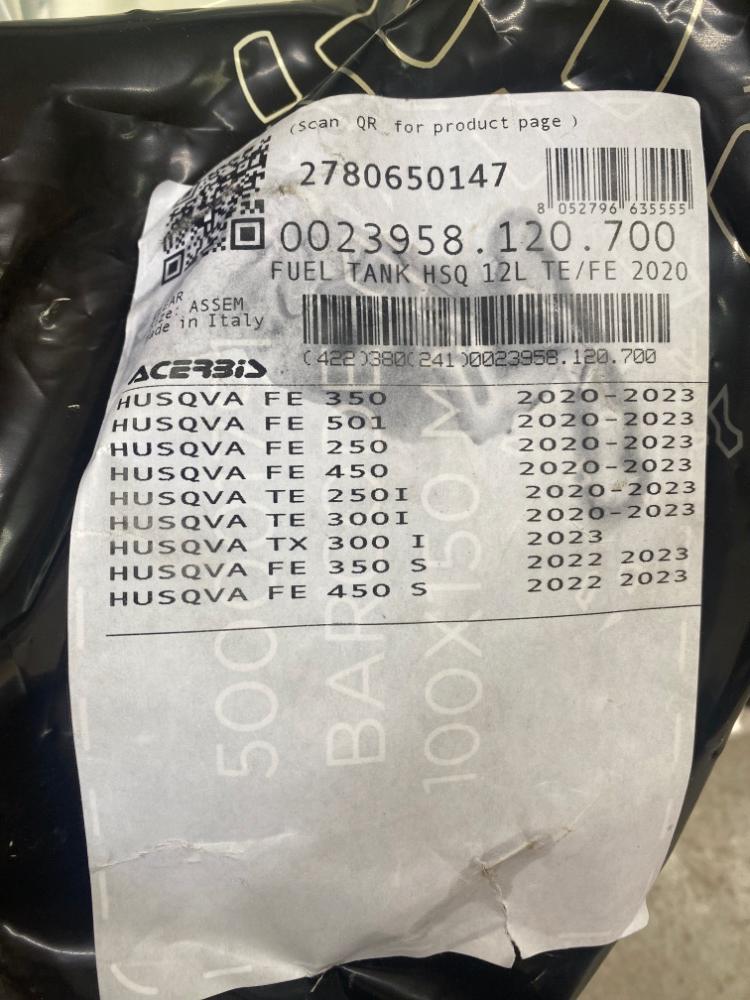 (Scan QR for product page )
2780650147
8 052796 635555
0023958.120.700
FUEL TANK HSQ 12L TE/FE 2020
ASSEM
in Italy
(422)380(241)0023958.120.700
ACERBIS
HUSQVA FE 350 2020-2023
HUSQVA FE 501 2020-2023
HUSQVA FE 250 2020-2023
HUSQVA FE 450 2020-2023
HUSQVA TE 250I 2020-2023
HUSQVA TE 300I 2020-2023
HUSQVA TX 300 I 2023
HUSQVA FE 350 S 2022 2023
HUSQVA FE 450 S 2022 2023
100X150 M